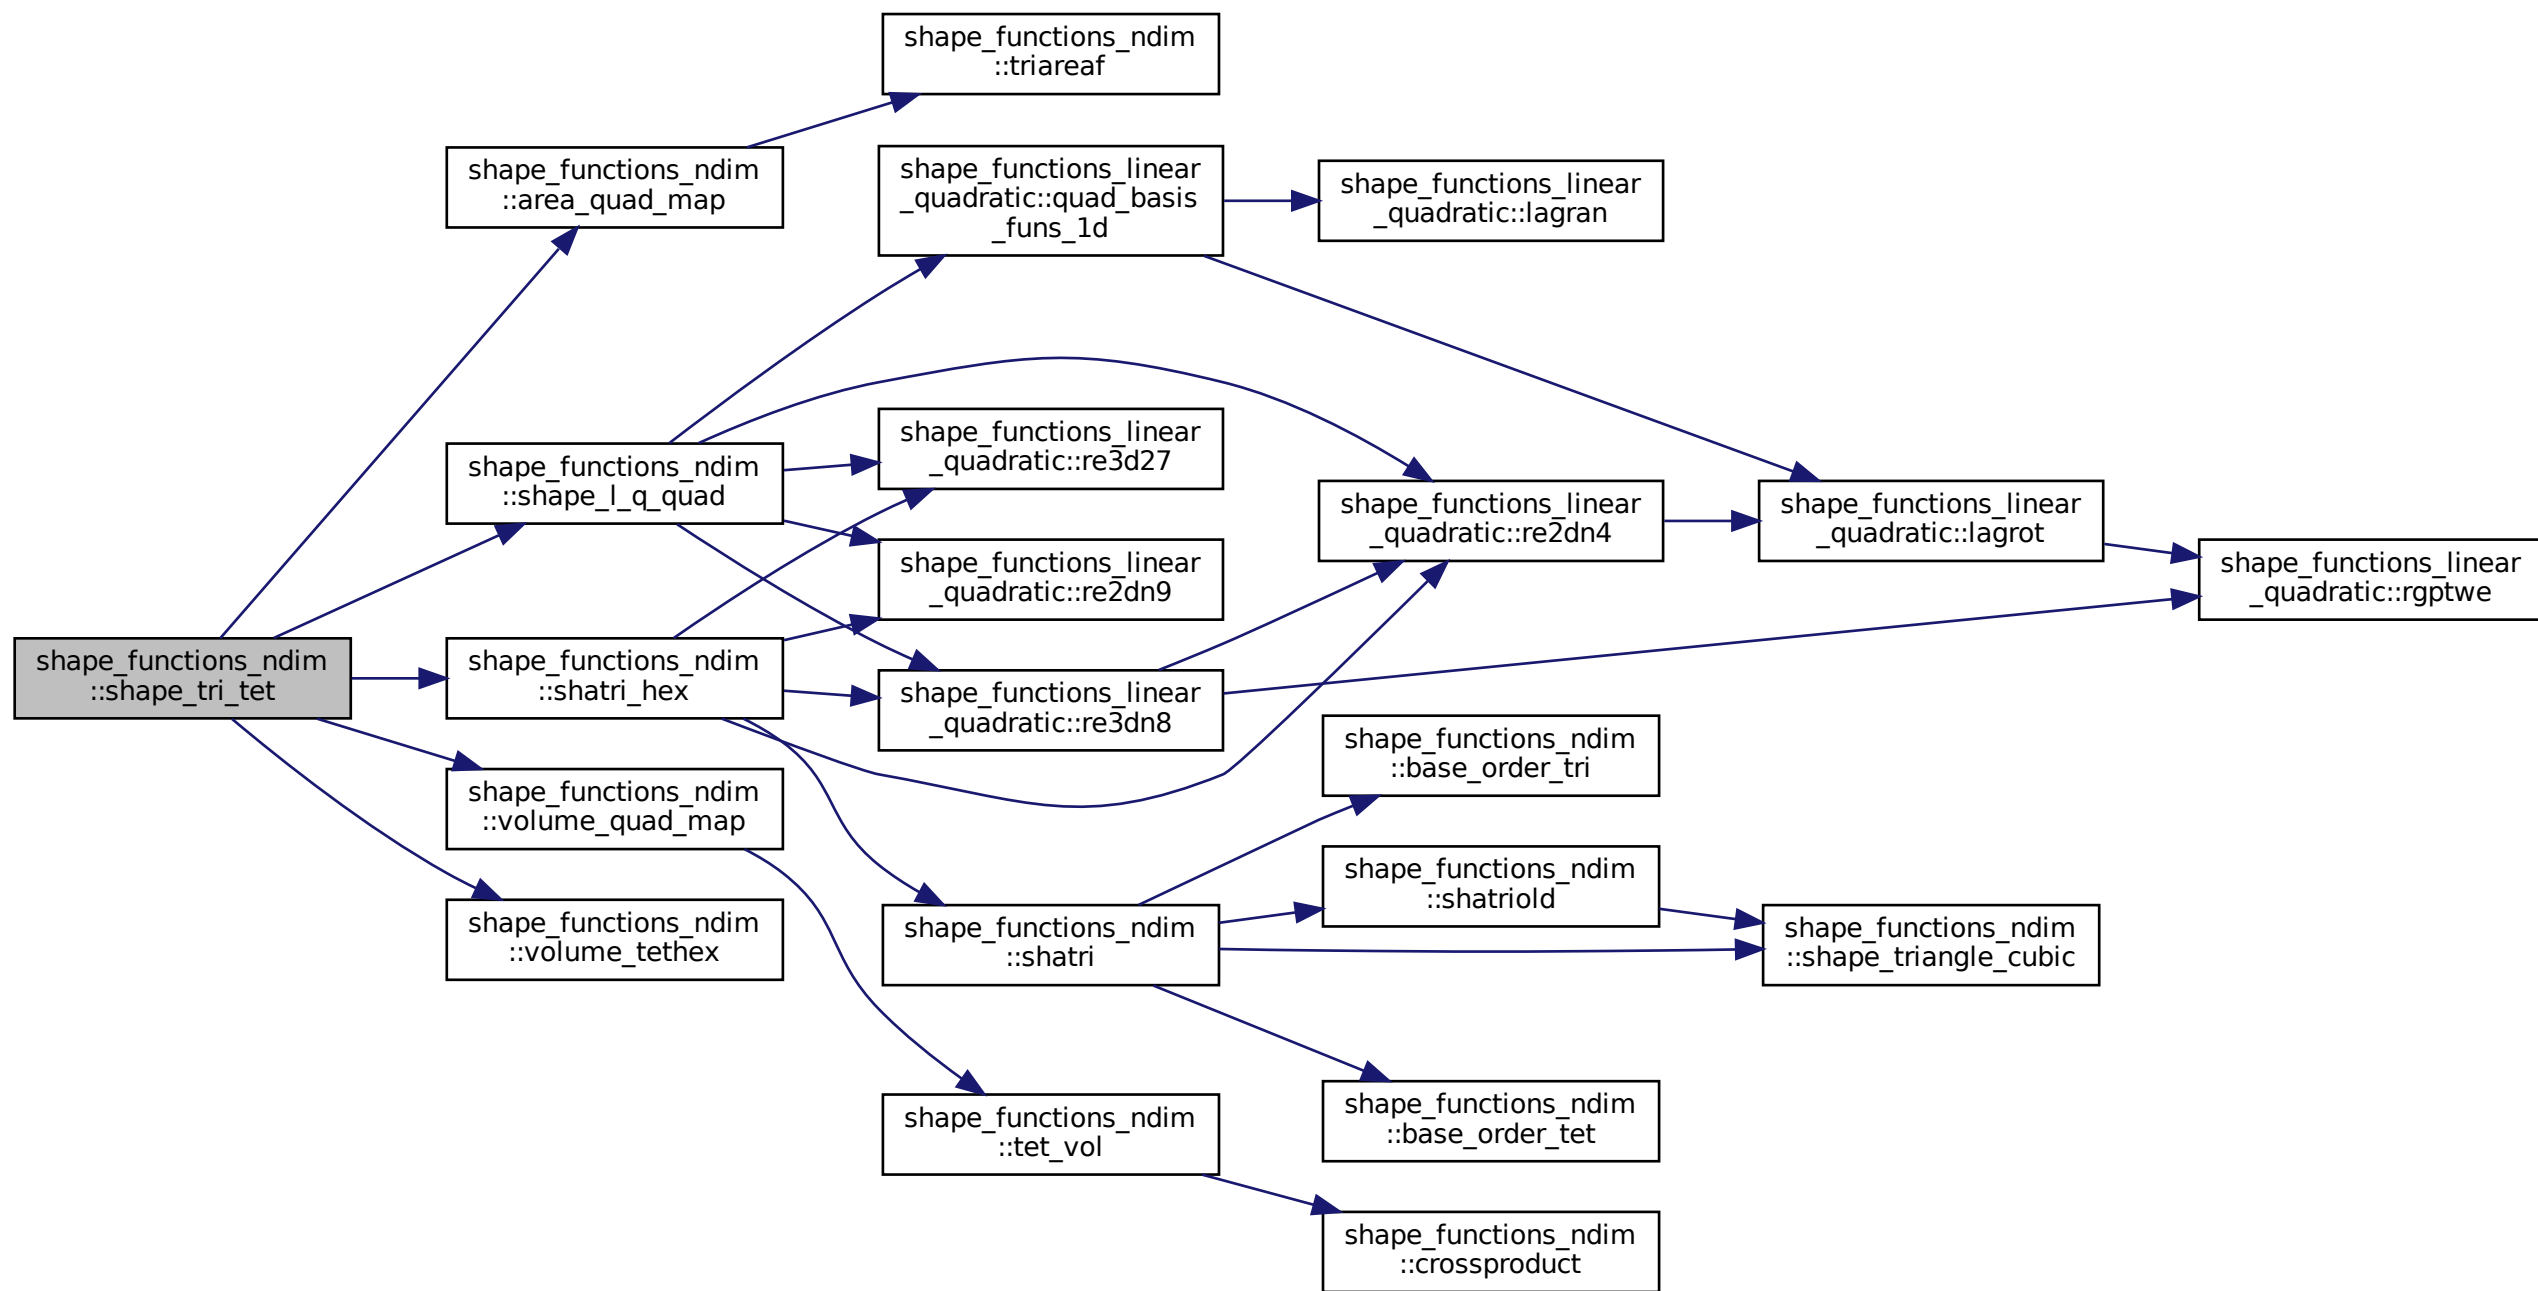 shape_functions_ndim
::shape_tri_tet
shape_functions_ndim
::area_quad_map
shape_functions_ndim
::triareaf
shape_functions_ndim
::shape_l_q_quad
shape_functions_linear
_quadratic::quad_basis
_funs_1d
shape_functions_linear
_quadratic::lagran
shape_functions_linear
_quadratic::re3d27
shape_functions_linear
_quadratic::re2dn9
shape_functions_linear
_quadratic::re2dn4
shape_functions_linear
_quadratic::lagrot
shape_functions_linear
_quadratic::rgptwe
shape_functions_ndim
::shatri_hex
shape_functions_linear
_quadratic::re3dn8
shape_functions_ndim
::volume_quad_map
shape_functions_ndim
::volume_tethex
shape_functions_ndim
::base_order_tri
shape_functions_ndim
::shatriold
shape_functions_ndim
::shatri
shape_functions_ndim
::shape_triangle_cubic
shape_functions_ndim
::base_order_tet
shape_functions_ndim
::tet_vol
shape_functions_ndim
::crossproduct